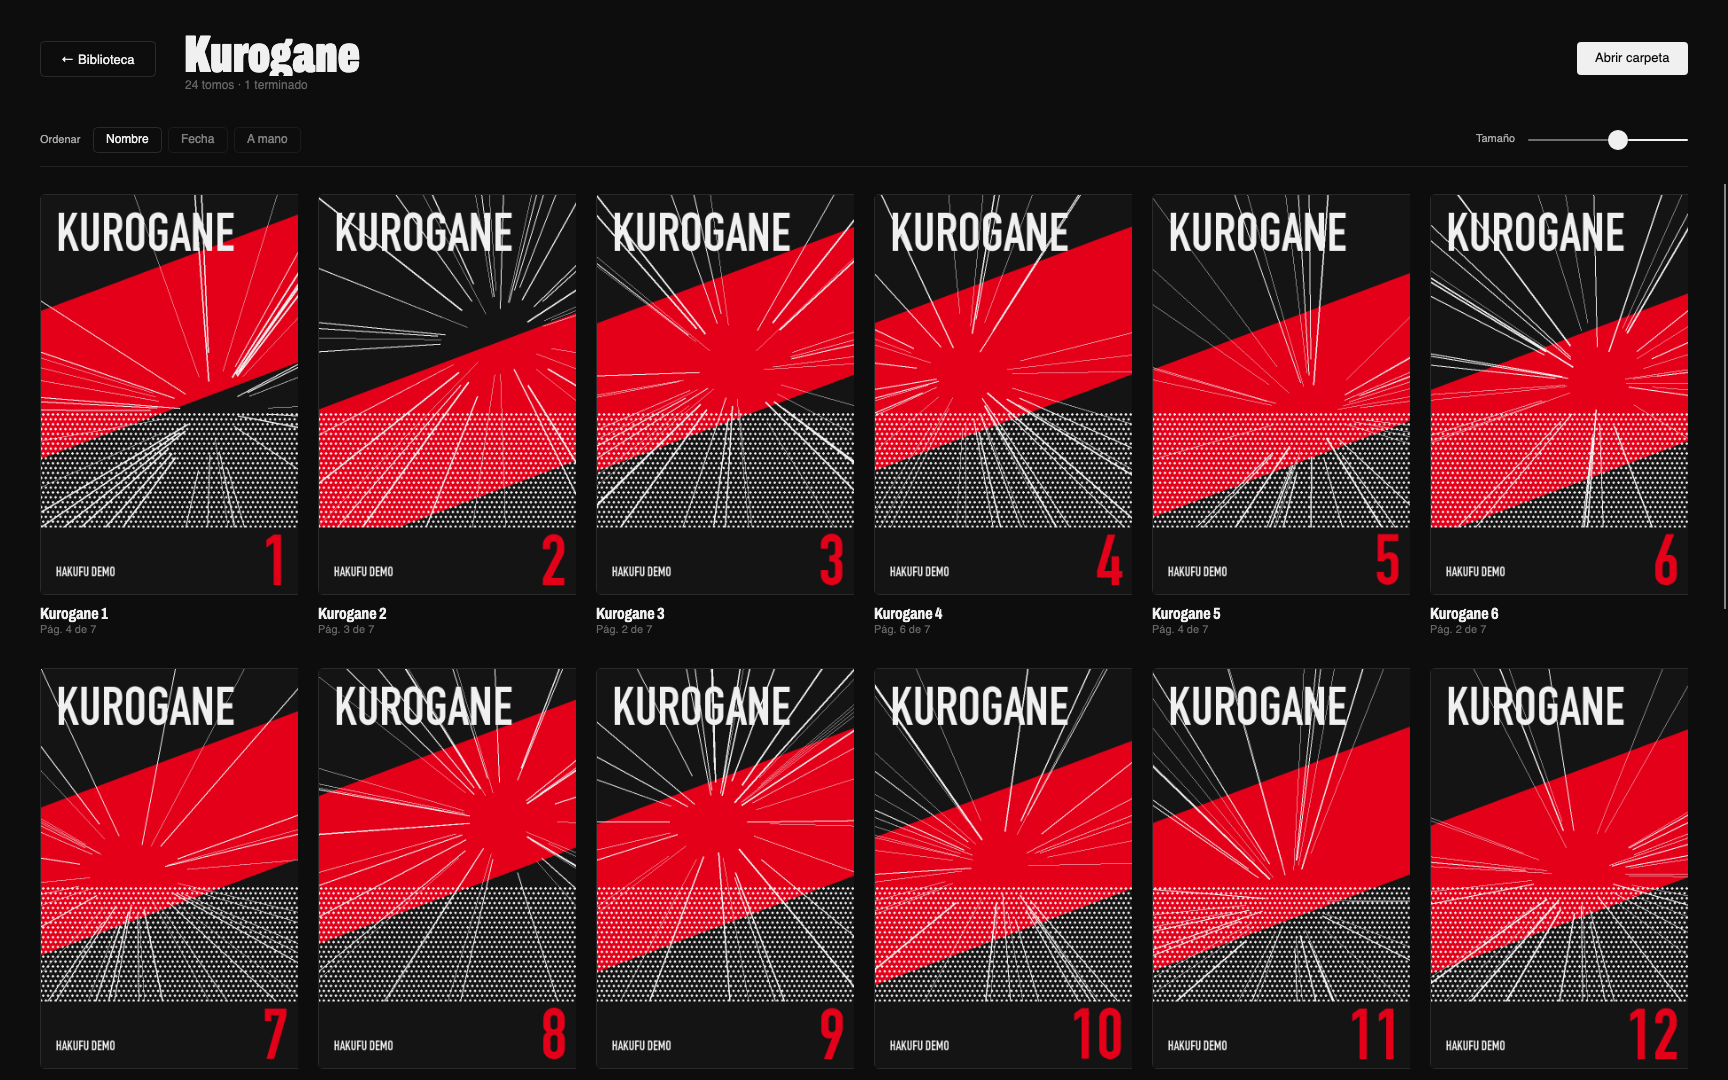 ← Biblioteca
Kurogane
24 tomos · 1 terminado
Abrir carpeta
Ordenar
Nombre
Fecha
A mano
Tamaño
KUROGANE
HAKUFU DEMO
1
Kurogane 1
Pág. 4 de 7
KUROGANE
HAKUFU DEMO
2
Kurogane 2
Pág. 3 de 7
KUROGANE
HAKUFU DEMO
3
Kurogane 3
Pág. 2 de 7
KUROGANE
HAKUFU DEMO
4
Kurogane 4
Pág. 6 de 7
KUROGANE
HAKUFU DEMO
5
Kurogane 5
Pág. 4 de 7
KUROGANE
HAKUFU DEMO
6
Kurogane 6
Pág. 2 de 7
KUROGANE
HAKUFU DEMO
7
KUROGANE
HAKUFU DEMO
8
KUROGANE
HAKUFU DEMO
9
KUROGANE
HAKUFU DEMO
10
KUROGANE
HAKUFU DEMO
11
KUROGANE
HAKUFU DEMO
12